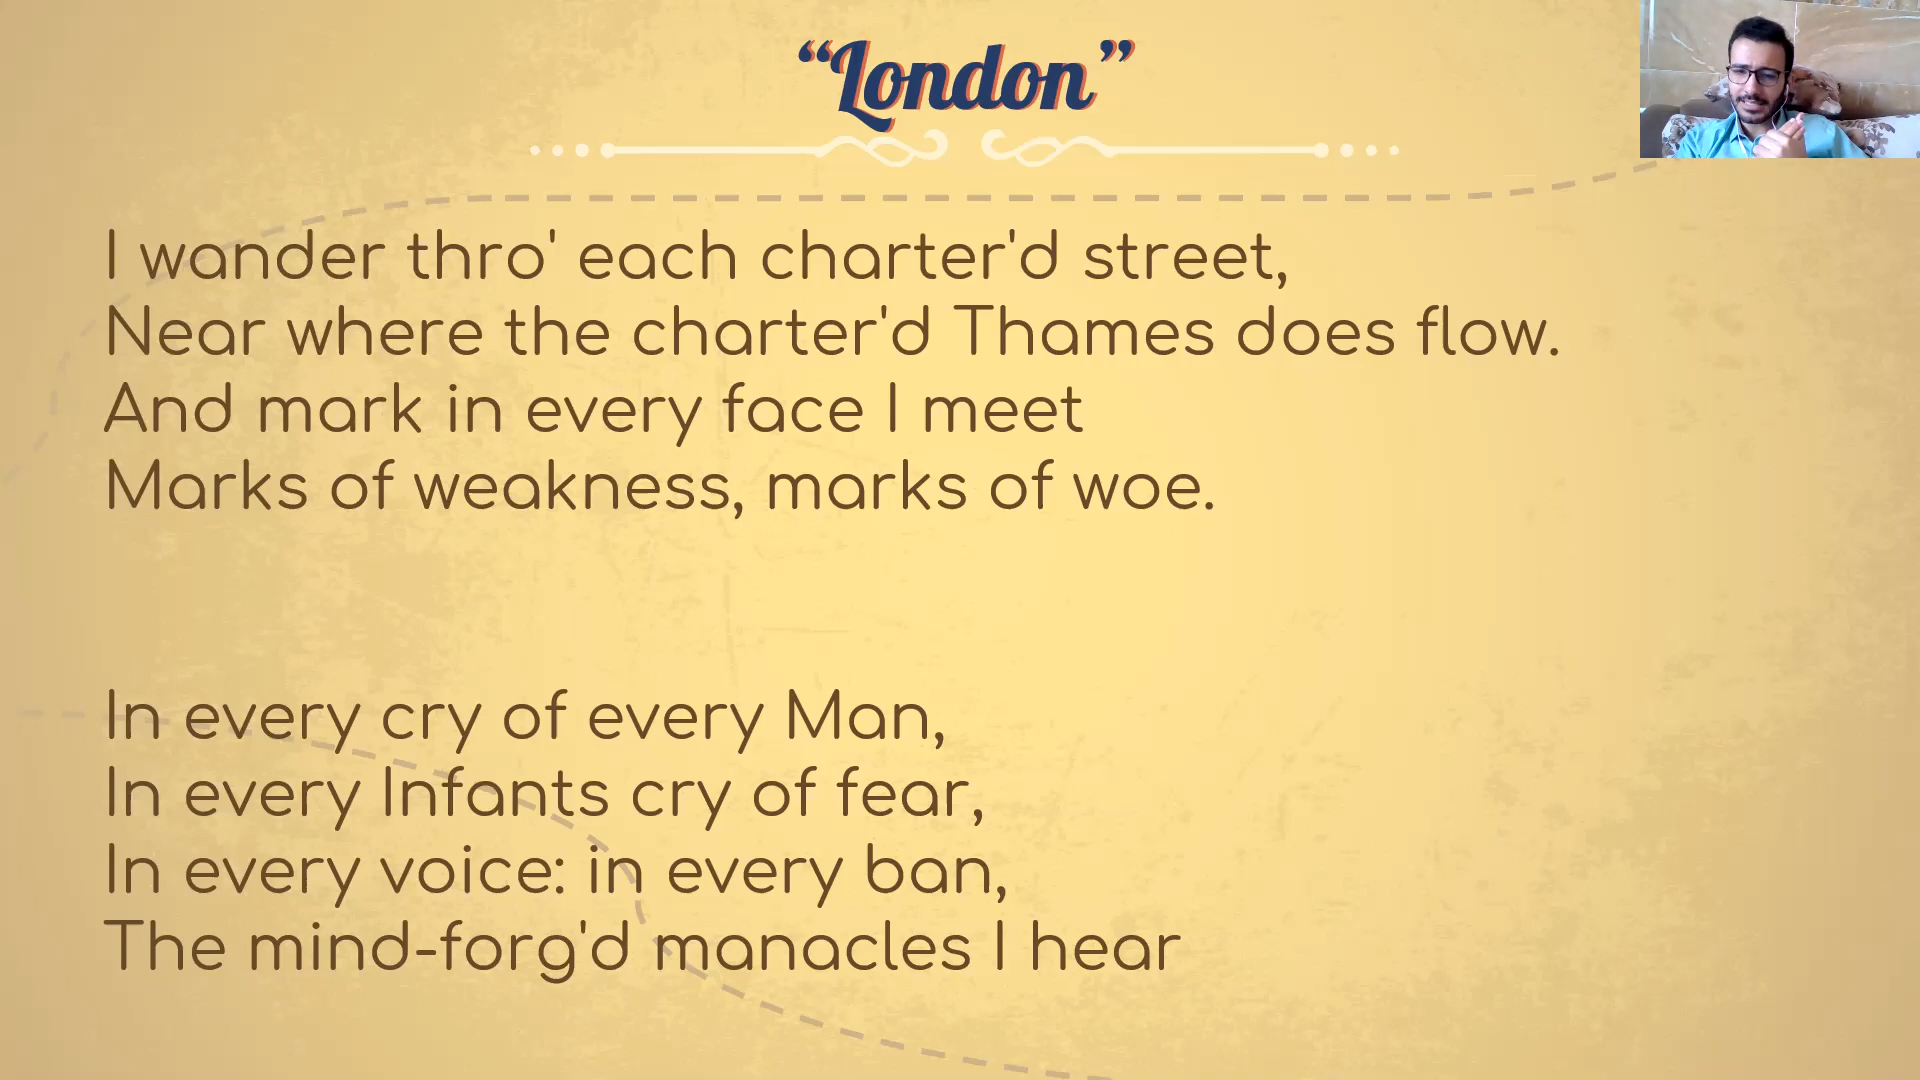 “London”
I wander thro' each charter'd street,
Near where the charter'd Thames does flow.
And mark in every face I meet
Marks of weakness, marks of woe.
In every cry of every Man,
In every Infants cry of fear,
In every voice: in every ban,
The mind-forg'd manacles I hear